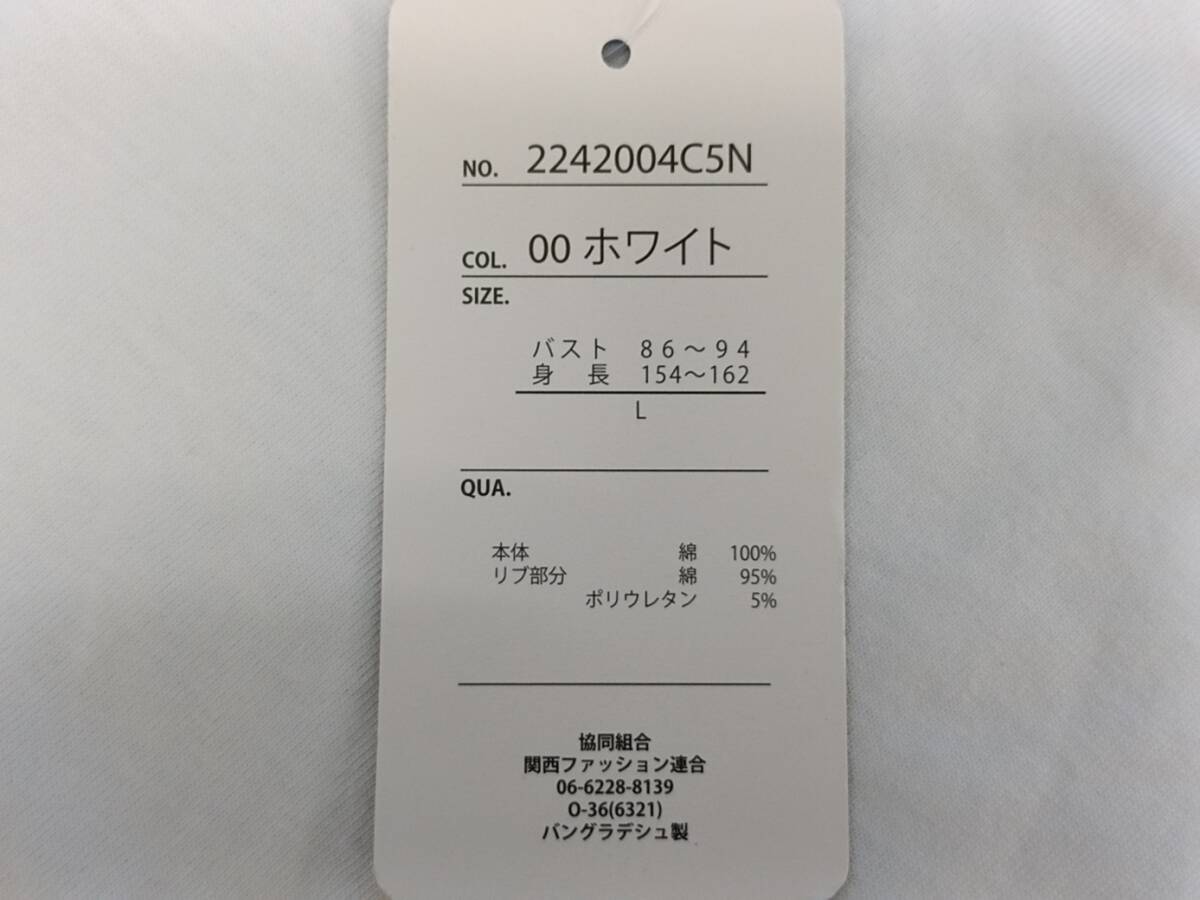 NO. 2242004C5N
COL. 00 ホワイト
SIZE.
バスト 86～94
身長 154～162
L
QUA.
本体 綿 100%
リブ部分 綿 95%
ポリウレタン 5%
協同組合
関西ファッション連合
06-6228-8139
O-36(6321)
バングラデシュ製